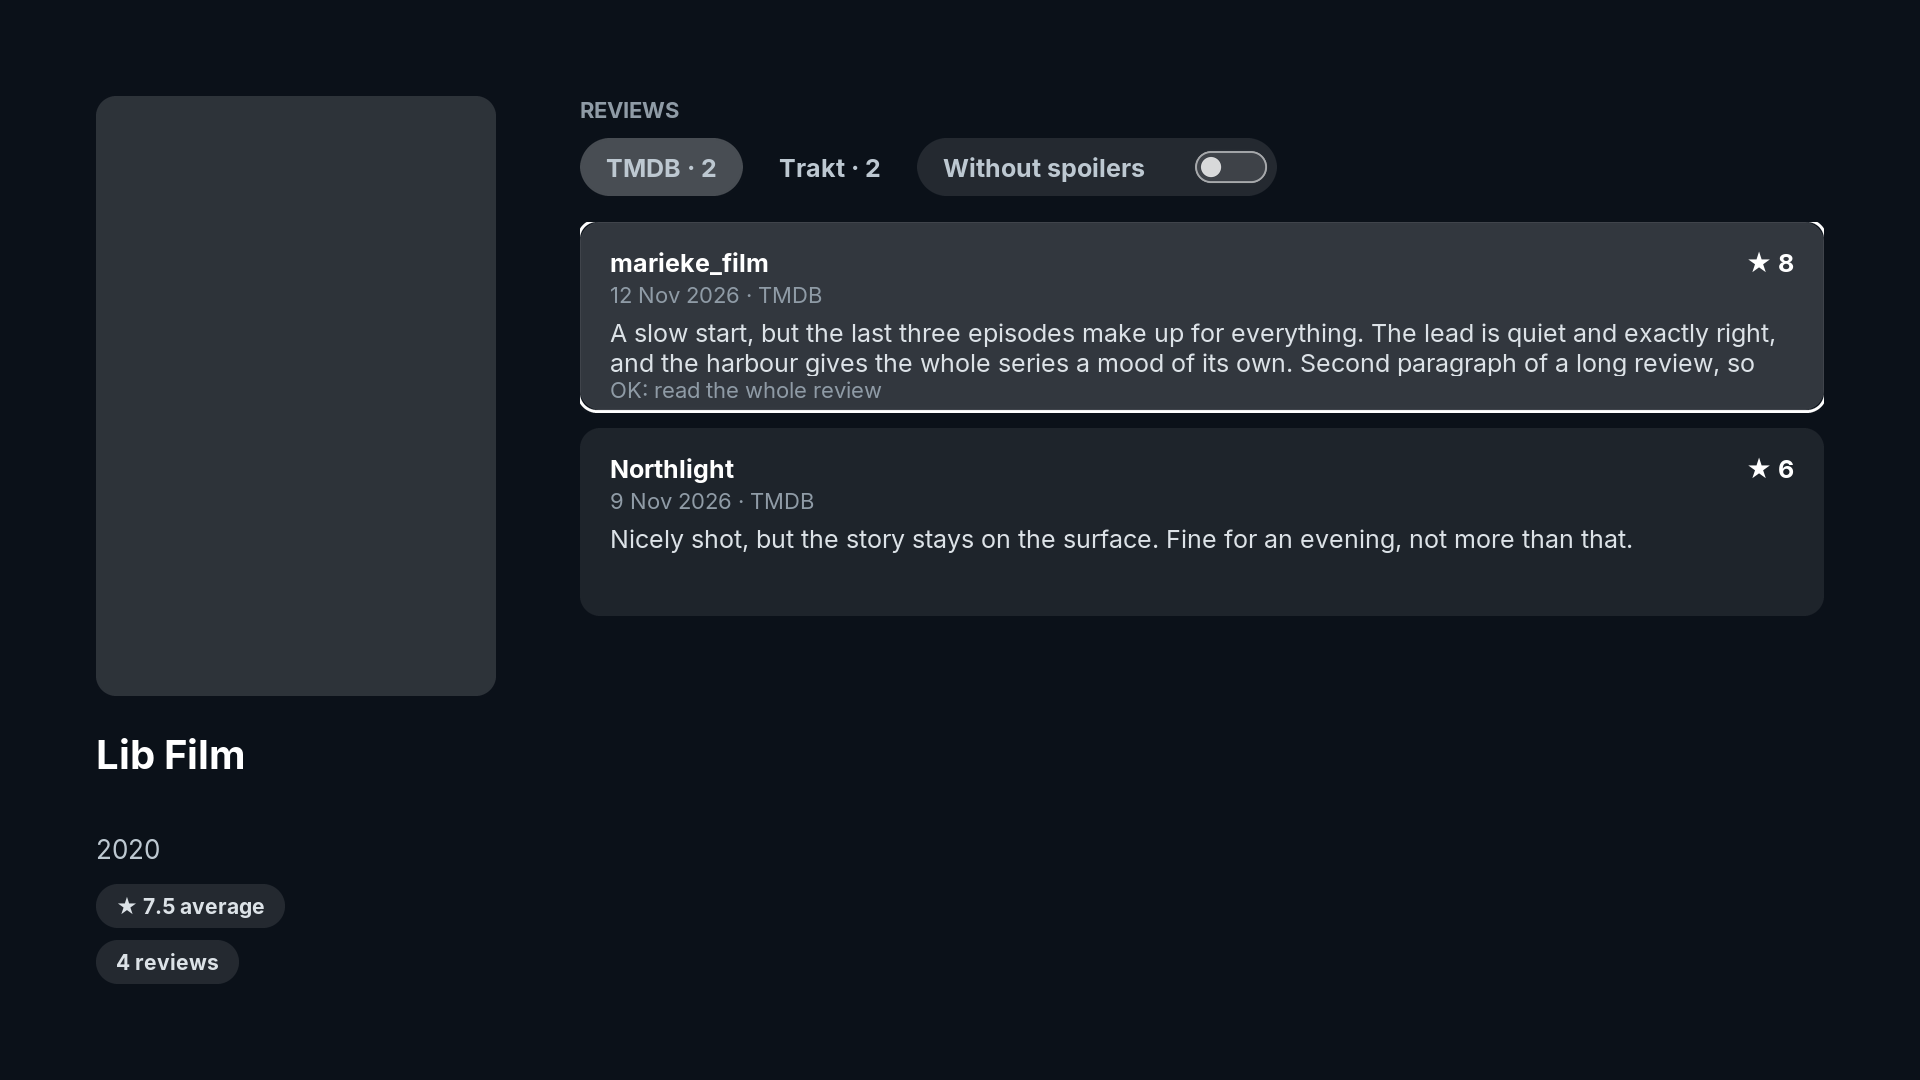 REVIEWS
TMDB · 2
Trakt · 2
Without spoilers
marieke_film
★ 8
12 Nov 2026 · TMDB
A slow start, but the last three episodes make up for everything. The lead is quiet and exactly right,
and the harbour gives the whole series a mood of its own. Second paragraph of a long review, so
OK: read the whole review
Northlight
★ 6
9 Nov 2026 · TMDB
Nicely shot, but the story stays on the surface. Fine for an evening, not more than that.
Lib Film
2020
★ 7.5 average
4 reviews